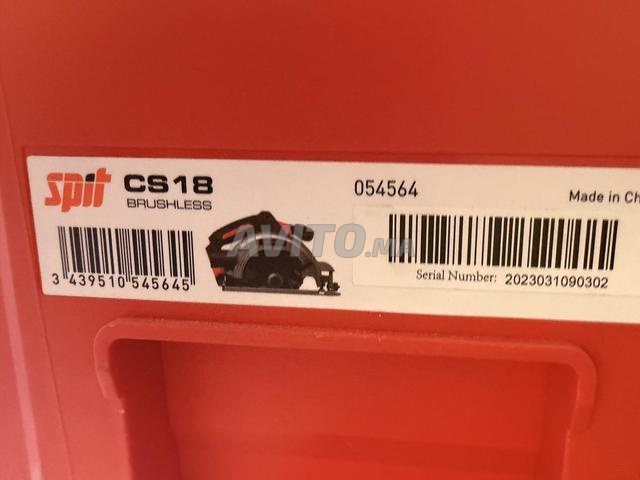 spit CS18
BRUSHLESS
3 439510 545645
054564
Made in Ch
Serial Number: 2023031090302
AVITO.MA